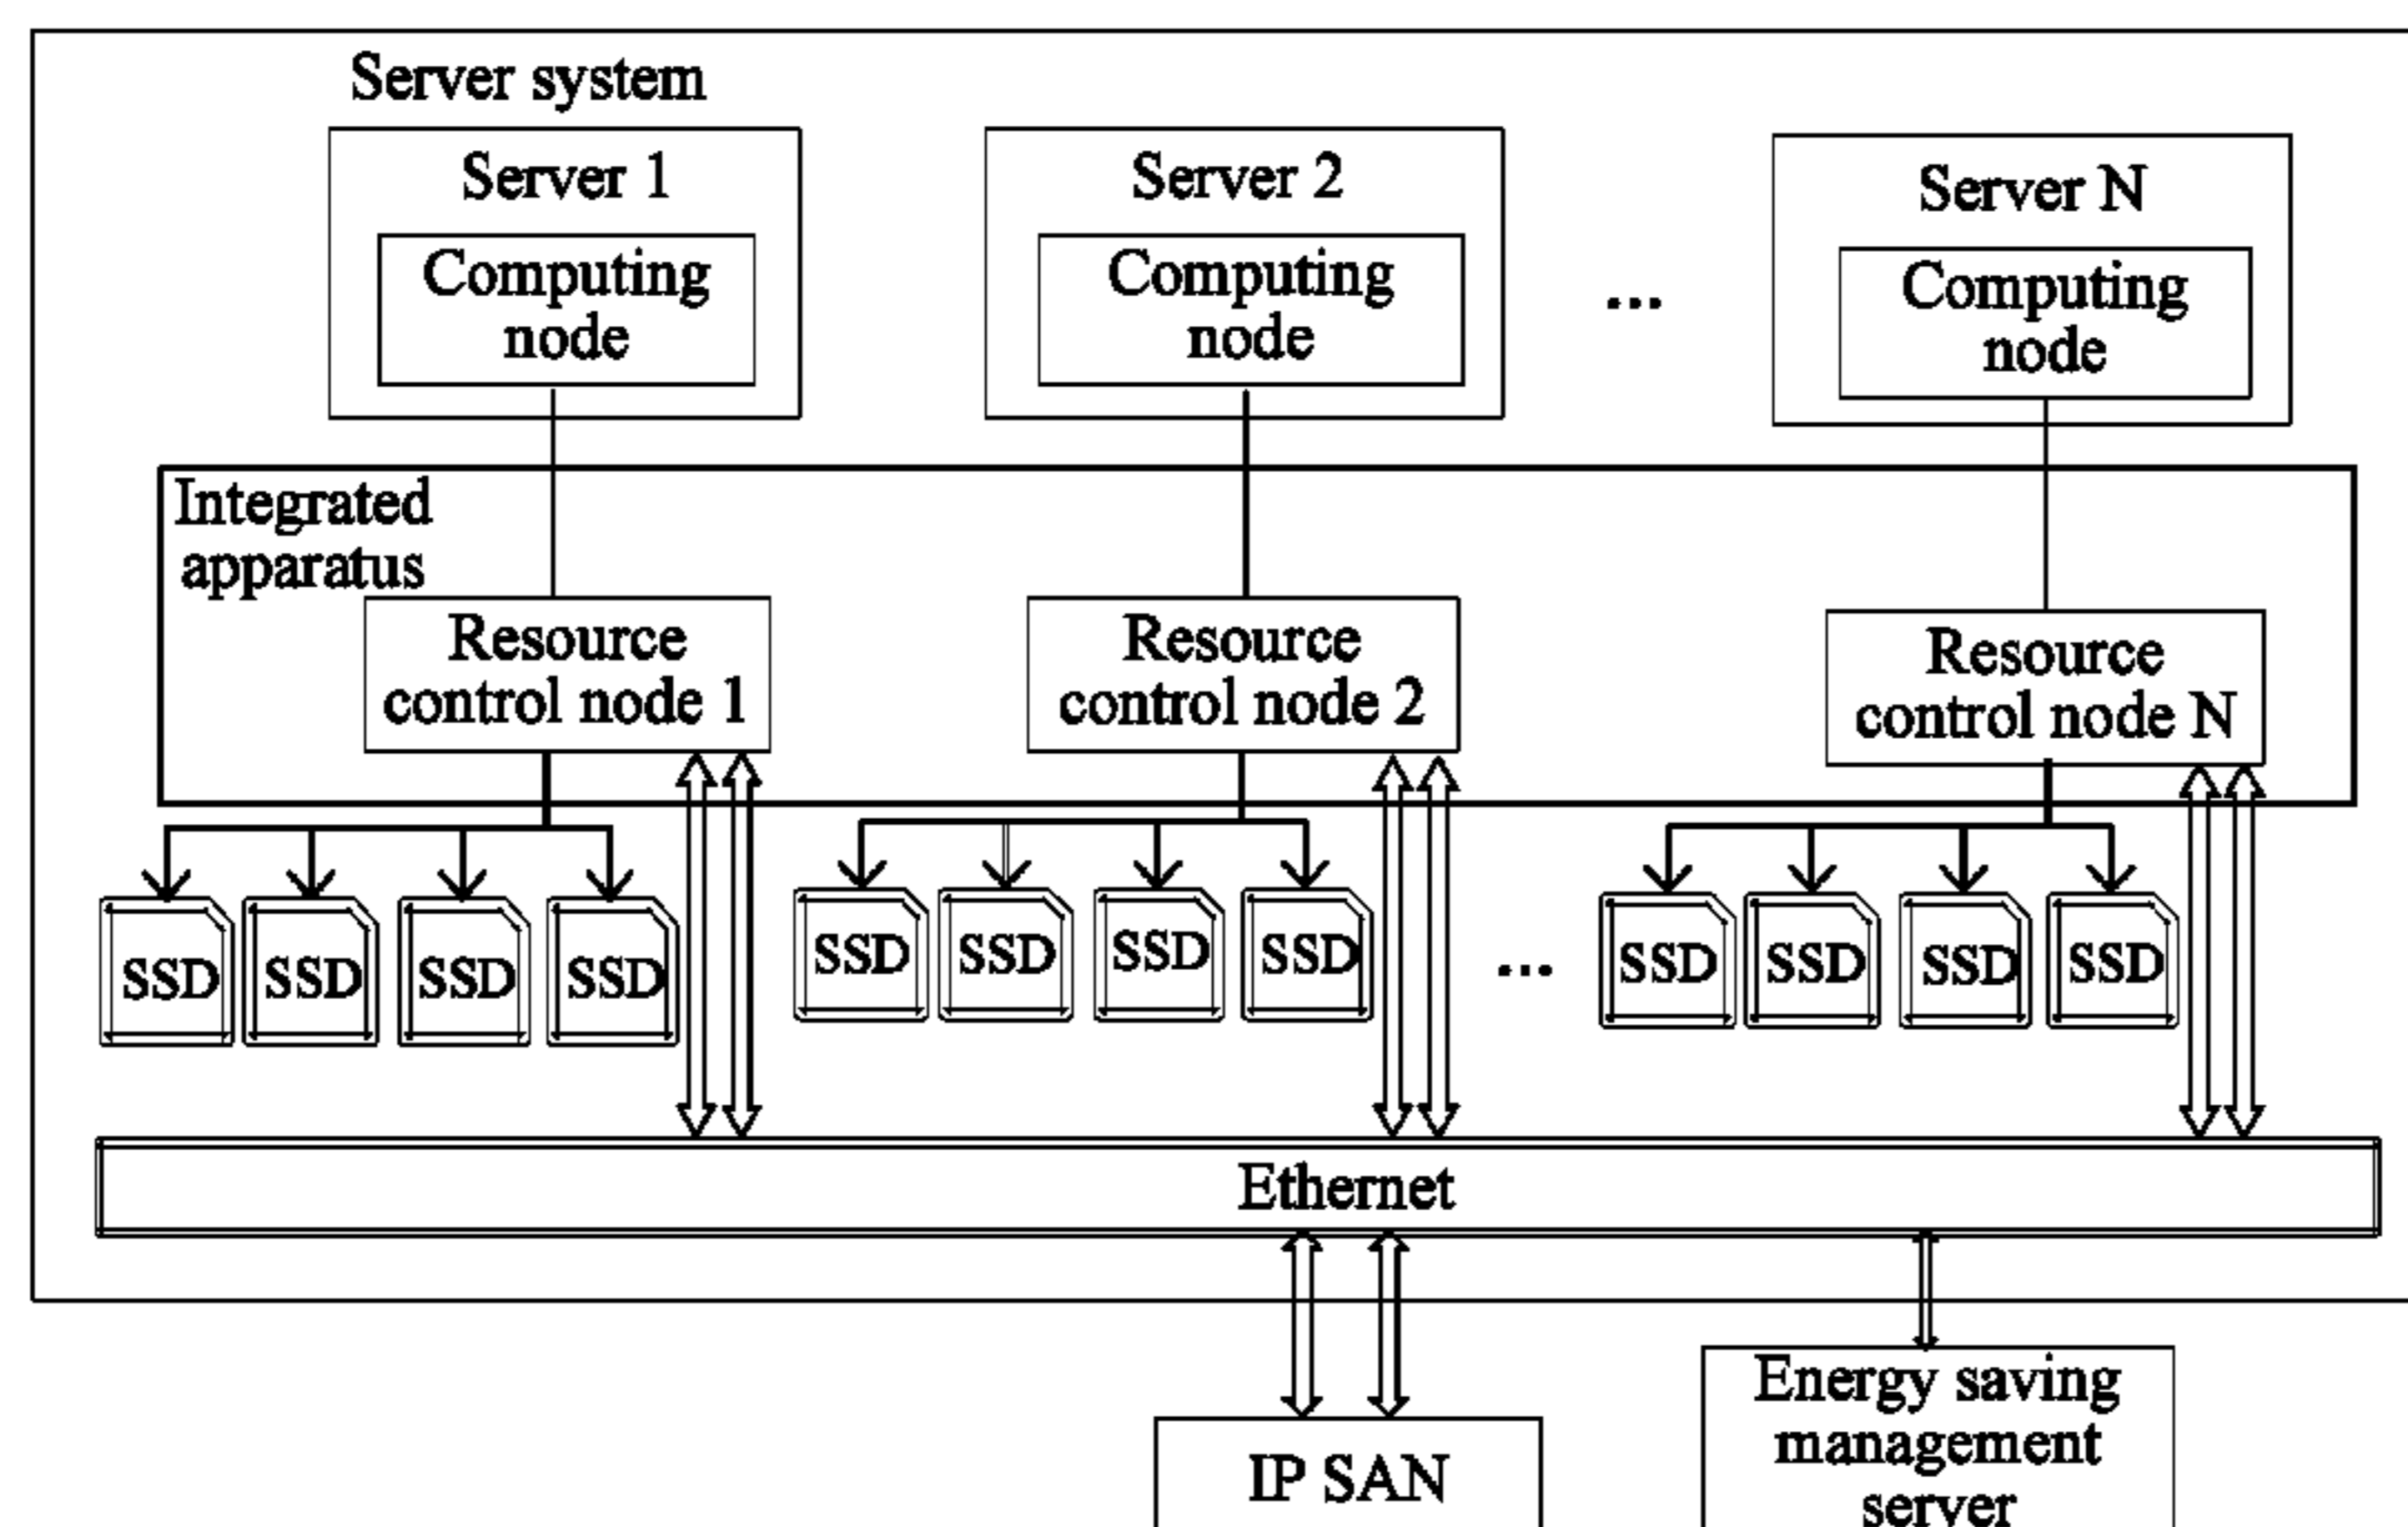 Server system
Server 1
Computing
node
Server 2
Computing
node
...
Server N
Computing
node
Integrated
apparatus
Resource
control node 1
Resource
control node 2
Resource
control node N
SSD
SSD
SSD
SSD
SSD
SSD
SSD
SSD
...
SSD
SSD
SSD
SSD
Ethernet
IP SAN
Energy saving
management
server